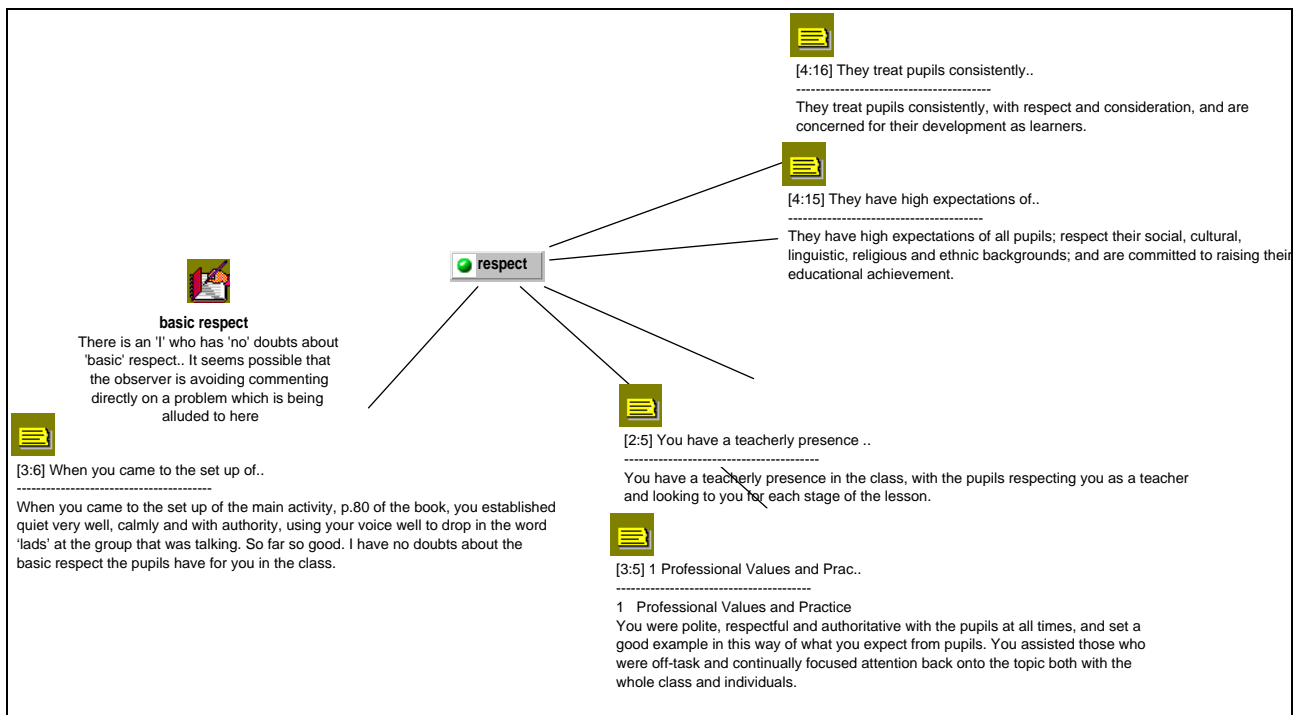 [4:16] They treat pupils consistently..
----------------------------------------
They treat pupils consistently, with respect and consideration, and are
concerned for their development as learners.
[4:15] They have high expectations of..
----------------------------------------
They have high expectations of all pupils; respect their social, cultural,
linguistic, religious and ethnic backgrounds; and are committed to raising their
educational achievement.
respect
basic respect
There is an 'I' who has 'no' doubts about
'basic' respect.. It seems possible that
the observer is avoiding commenting
directly on a problem which is being
alluded to here
[3:6] When you came to the set up of..
----------------------------------------
When you came to the set up of the main activity, p.80 of the book, you established
quiet very well, calmly and with authority, using your voice well to drop in the word
‘lads’ at the group that was talking. So far so good. I have no doubts about the
basic respect the pupils have for you in the class.
[2:5] You have a teacherly presence ..
----------------------------------------
You have a teacherly presence in the class, with the pupils respecting you as a teacher
and looking to you for each stage of the lesson.
[3:5] 1 Professional Values and Prac..
----------------------------------------
1 Professional Values and Practice
You were polite, respectful and authoritative with the pupils at all times, and set a
good example in this way of what you expect from pupils. You assisted those who
were off-task and continually focused attention back onto the topic both with the
whole class and individuals.